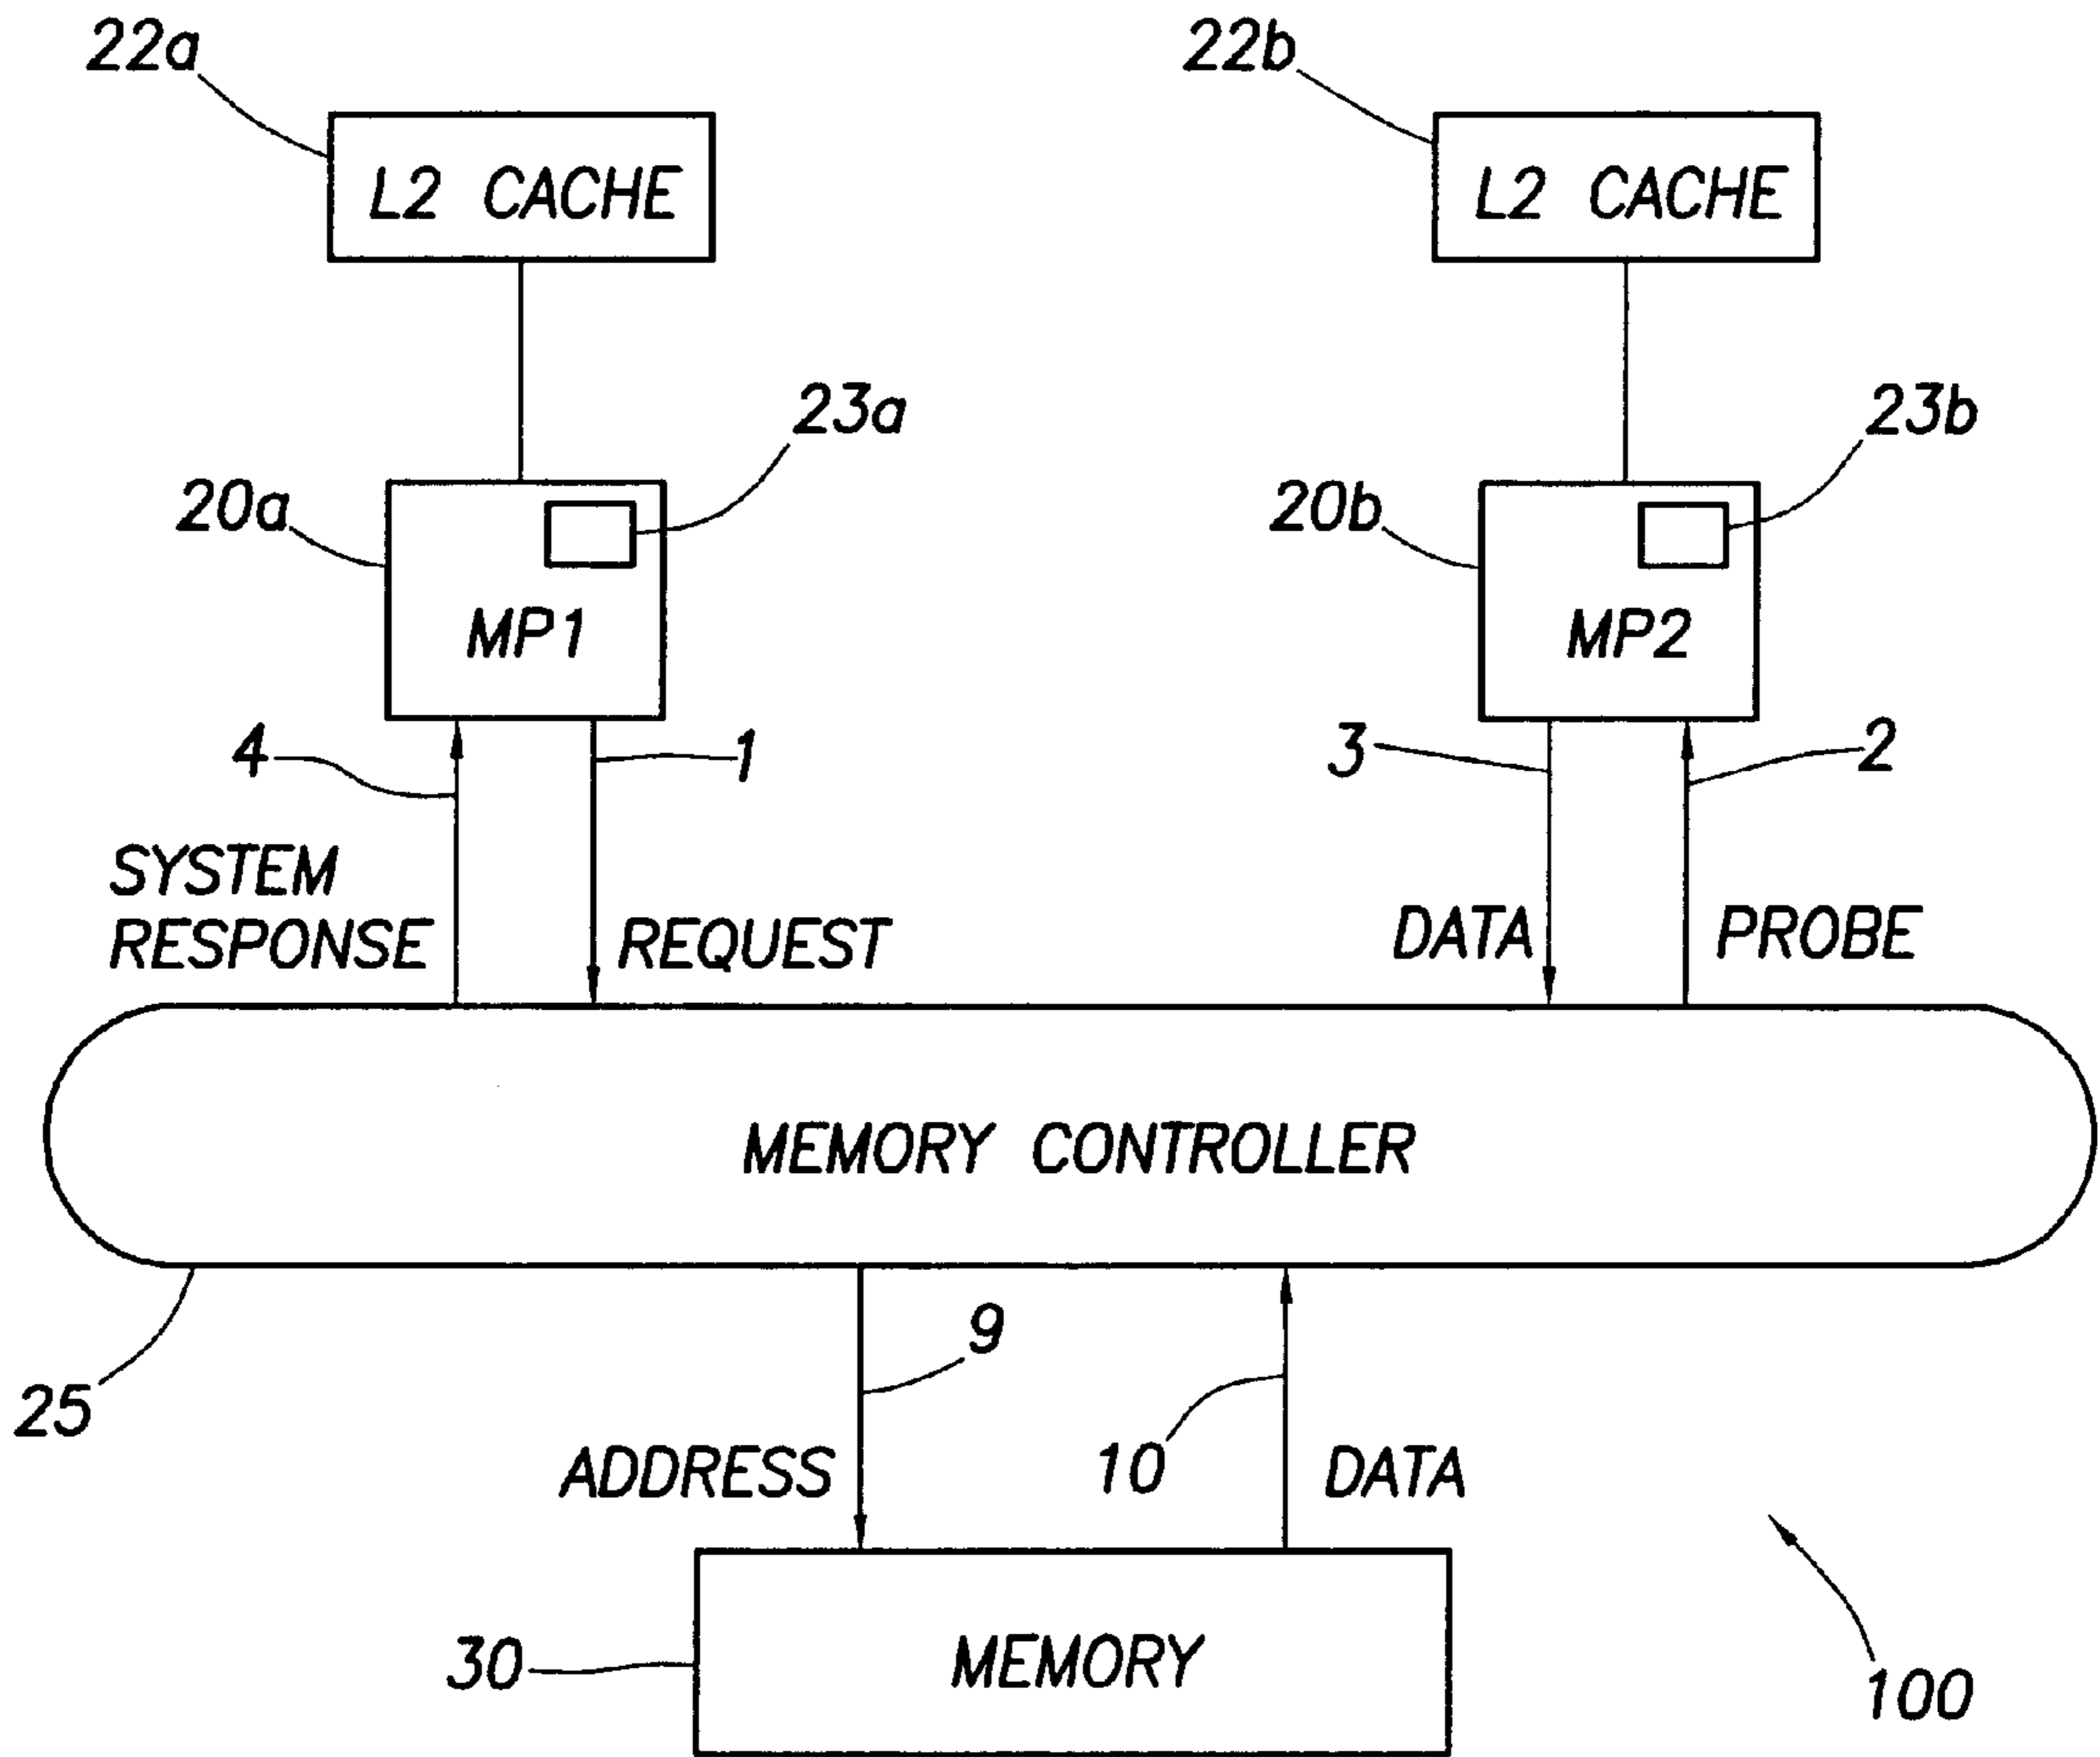 22a
22b
L2 CACHE
L2 CACHE
23a
23b
20a
20b
MP1
MP2
4
1
3
2
SYSTEM
RESPONSE
REQUEST
DATA
PROBE
MEMORY CONTROLLER
9
25
10
ADDRESS
DATA
30
MEMORY
100